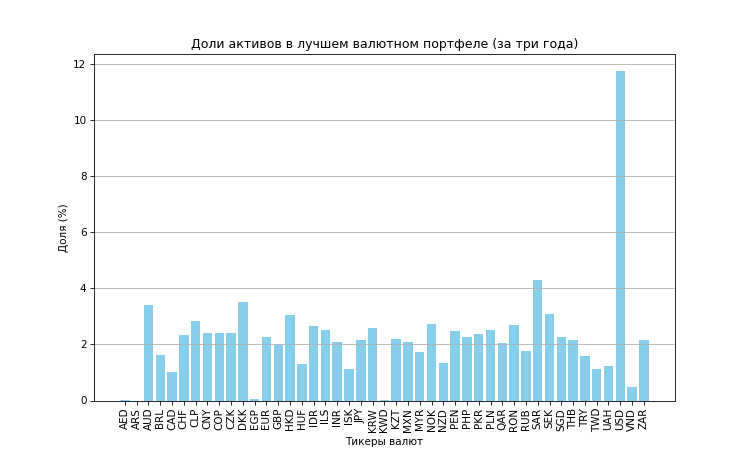 Доли активов в лучшем валютном портфеле (за три года)
Доля (%)
12
10
8
6
4
2
0
AED ARS AUD BRL CAD CHF CLP CNY COP CZK DKK EGP EUR GBP HKD HUF IDR ILS INR ISK JPY KRW KWD KZT MXN MYR NOK NZD PEN PHP PKR PLN QAR RON RUB SAR SEK SGD THB TRY TWD UAH USD VND ZAR
Тикеры валют